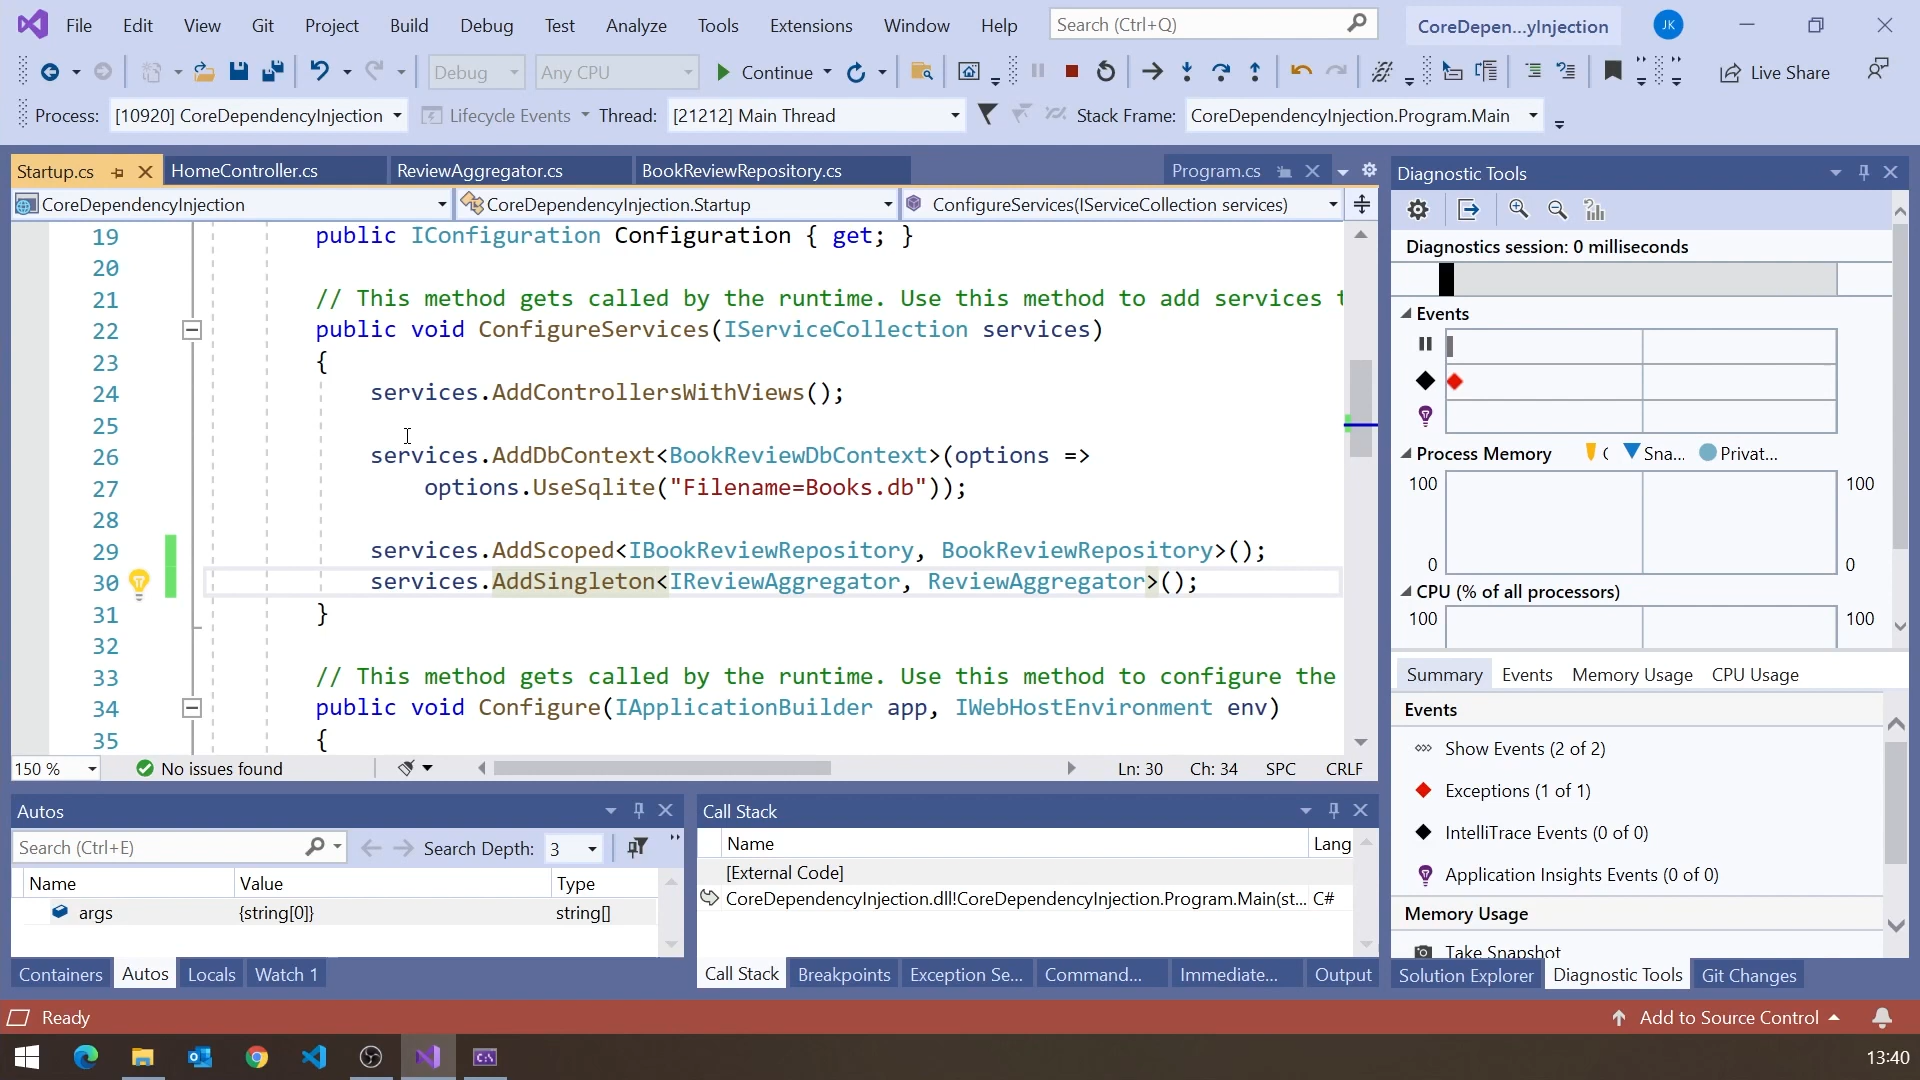 File Edit View Git Project Build Debug Test Analyze Tools Extensions Window Help Search (Ctrl+Q) CoreDepen...yInjection JK
Debug Any CPU Continue Live Share
Process: [10920] CoreDependencyInjection Lifecycle Events Thread: [21212] Main Thread Stack Frame: CoreDependencyInjection.Program.Main
Startup.cs HomeController.cs ReviewAggregator.cs BookReviewRepository.cs Program.cs
CoreDependencyInjection CoreDependencyInjection.Startup ConfigureServices(IServiceCollection services)
19 public IConfiguration Configuration { get; }
20
21 // This method gets called by the runtime. Use this method to add services t
22 public void ConfigureServices(IServiceCollection services)
23 {
24 services.AddControllersWithViews();
25
26 services.AddDbContext<BookReviewDbContext>(options =>
27 options.UseSqlite("Filename=Books.db"));
28
29 services.AddScoped<IBookReviewRepository, BookReviewRepository>();
30 services.AddSingleton<IReviewAggregator, ReviewAggregator>();
31 }
32
33 // This method gets called by the runtime. Use this method to configure the
34 public void Configure(IApplicationBuilder app, IWebHostEnvironment env)
35 {
150 % No issues found Ln: 30 Ch: 34 SPC CRLF
Autos
Search (Ctrl+E) Search Depth: 3
Name Value Type
args {string[0]} string[]
Containers Autos Locals Watch 1
Call Stack
Name Lang
[External Code]
CoreDependencyInjection.dll!CoreDependencyInjection.Program.Main(st... C#
Call Stack Breakpoints Exception Se... Command... Immediate... Output
Diagnostic Tools
Diagnostics session: 0 milliseconds
Events
Process Memory Sna... Privat...
100 100
0 0
CPU (% of all processors)
100 100
Summary Events Memory Usage CPU Usage
Events
Show Events (2 of 2)
Exceptions (1 of 1)
IntelliTrace Events (0 of 0)
Application Insights Events (0 of 0)
Memory Usage
Take Snapshot
Solution Explorer Diagnostic Tools Git Changes
Ready Add to Source Control
13:40